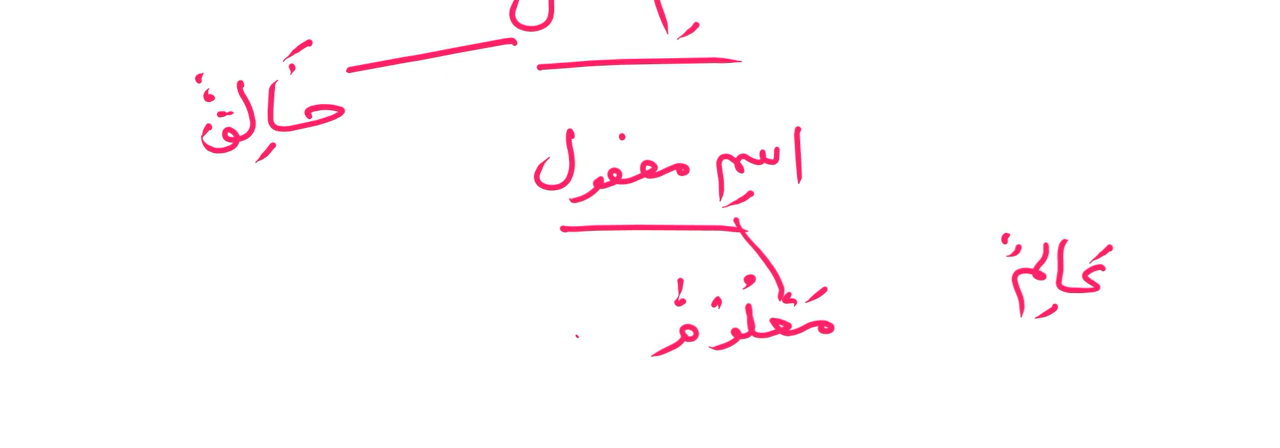 خَالِقٌ
اسمِ مفعول
عَالِمٌ
مَعْلُوْمٌ